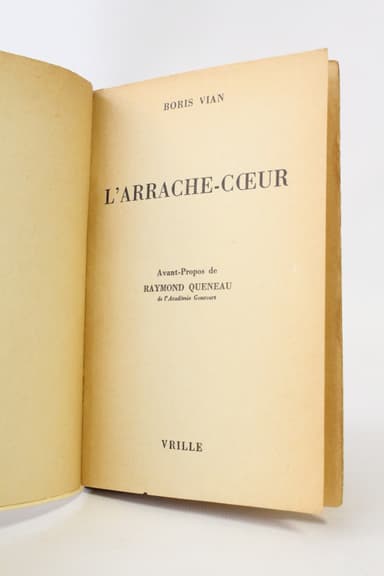 BORIS VIAN
L'ARRACHE-CŒUR
Avant-Propos de
RAYMOND QUENEAU
de l'Académie Goncourt
VRILLE